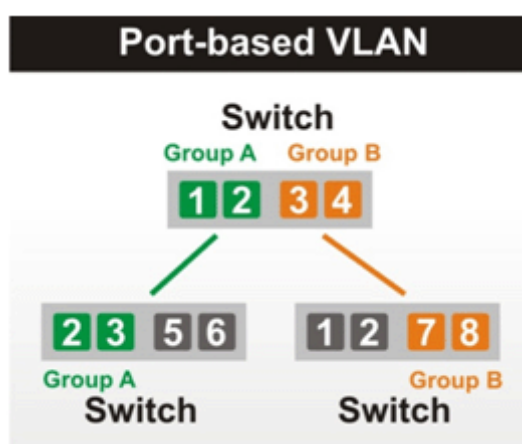 Port-based VLAN
Switch
Group A Group B
1 2 3 4
2 3 5 6 1 2 7 8
Group A Group B
Switch Switch